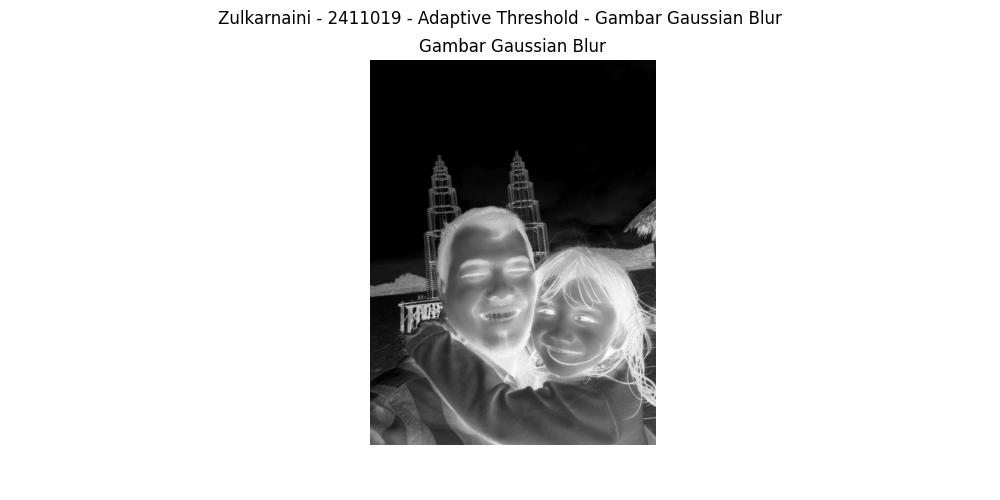 Zulkarnaini - 2411019 - Adaptive Threshold - Gambar Gaussian Blur
Gambar Gaussian Blur